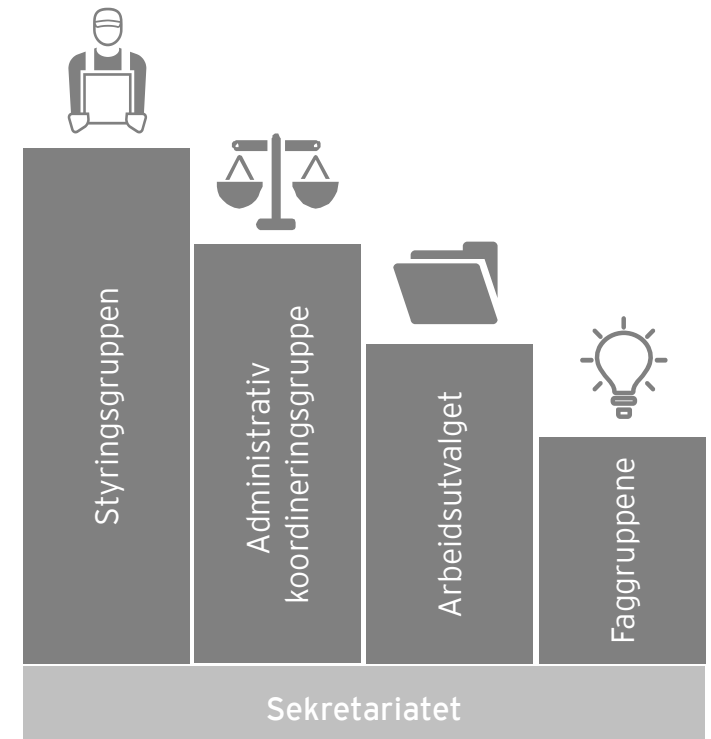 Styringsgruppen
Administrativ
koordineringsgruppe
Arbeidsutvalget
Faggruppene
Sekretariatet